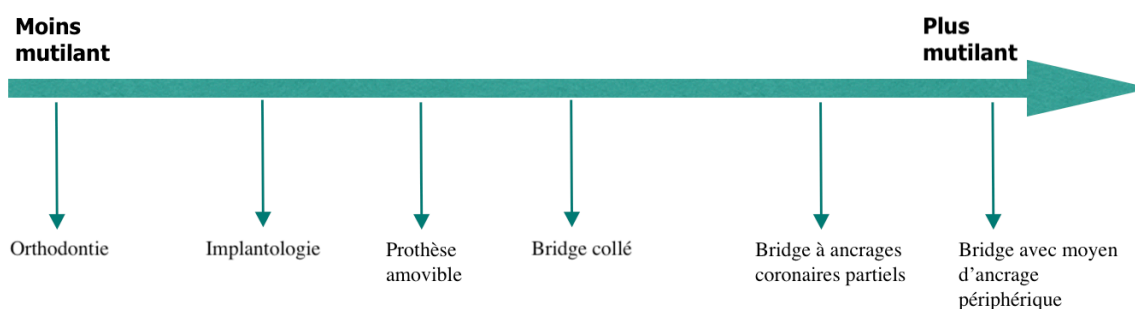 Moins
mutilant
Plus
mutilant
Orthodontie
Implantologie
Prothèse
amovible
Bridge collé
Bridge à ancrages
coronaires partiels
Bridge avec moyen
d'ancrage
périphérique